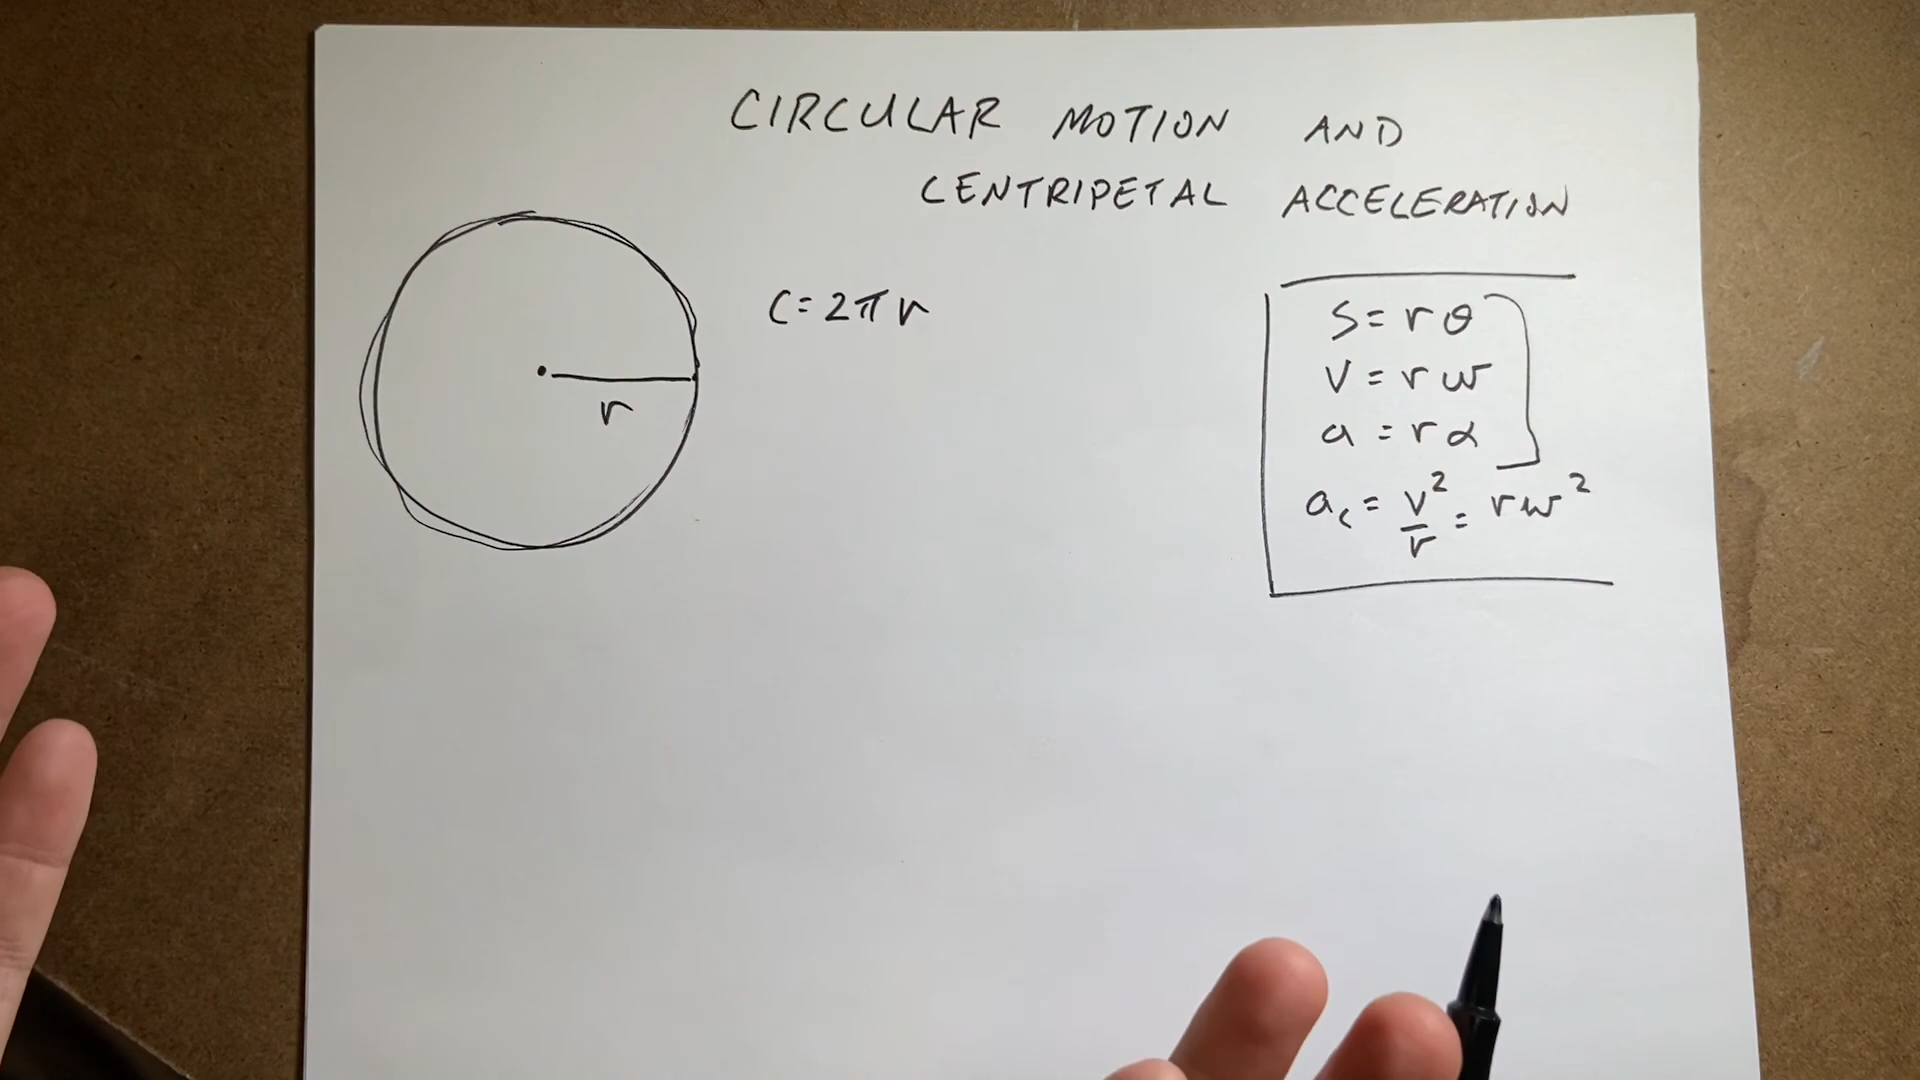 CIRCULAR MOTION AND
CENTRIPETAL ACCELERATION
C=2πr
r
S=rθ
V=rω
a=rα
a_c=v²/r=rω²